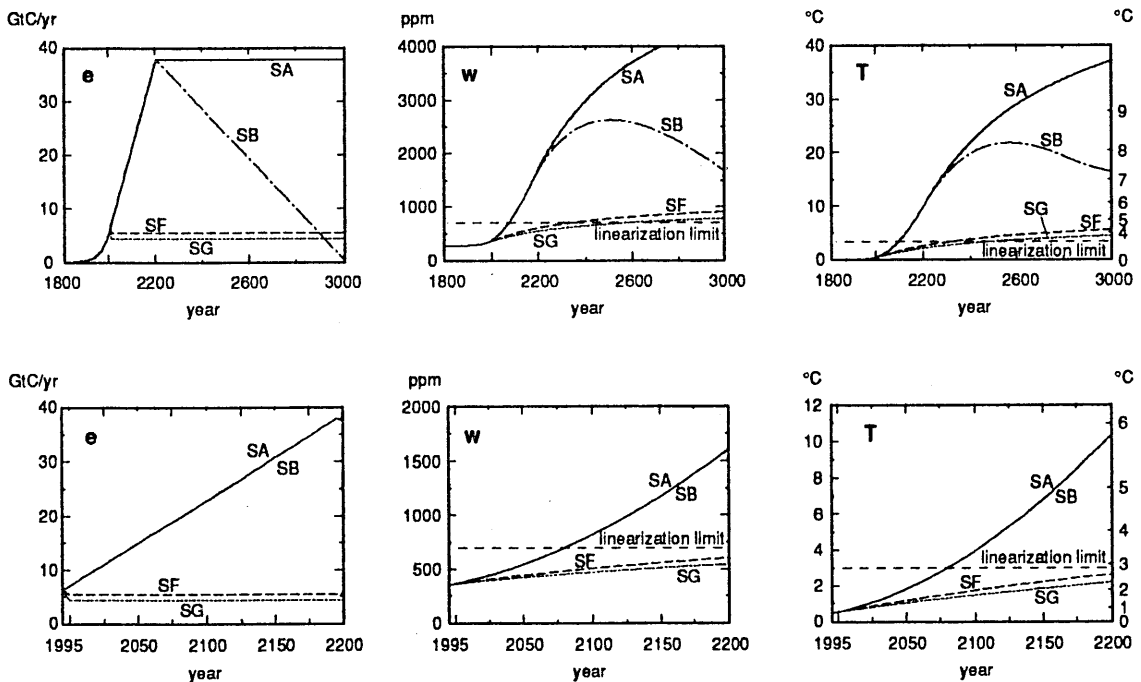 GtC/yr
40
30
20
10
0
e
SA
SB
SF
SG
1800 2200 2600 3000
year
ppm
4000
3000
2000
1000
0
w
SA
SB
SF
SG
linearization limit
1800 2200 2600 3000
year
°C °C
40
30
20
10
0
T
SA
SB
SG
SF
linearization limit
9
8
7
6
5
4
0
1800 2200 2600 3000
year
GtC/yr
40
30
20
10
0
e
SA
SB
SF
SG
1995 2050 2100 2150 2200
year
ppm
2000
1500
1000
500
0
w
SA
SB
linearization limit
SF
SG
1995 2050 2100 2150 2200
year
°C °C
12
10
8
6
4
2
0
T
SA
SB
linearization limit
SF
SG
6
5
4
3
2
1
0
1995 2050 2100 2150 2200
year